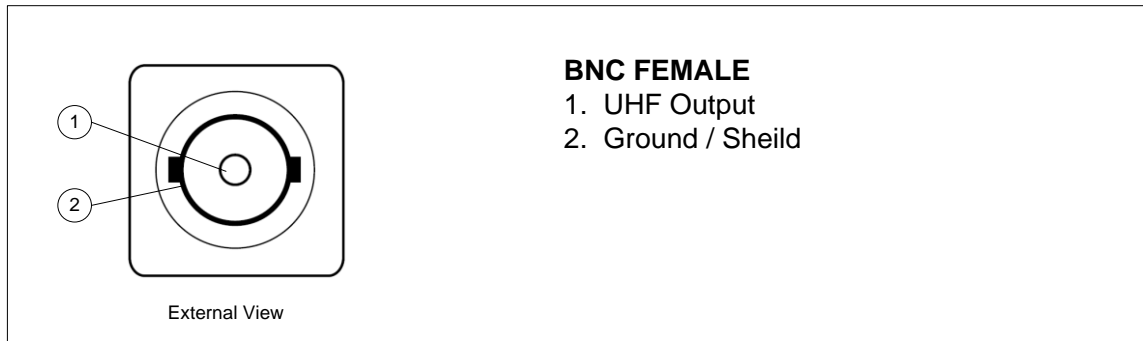 1
2
External View
BNC FEMALE
1. UHF Output
2. Ground / Sheild